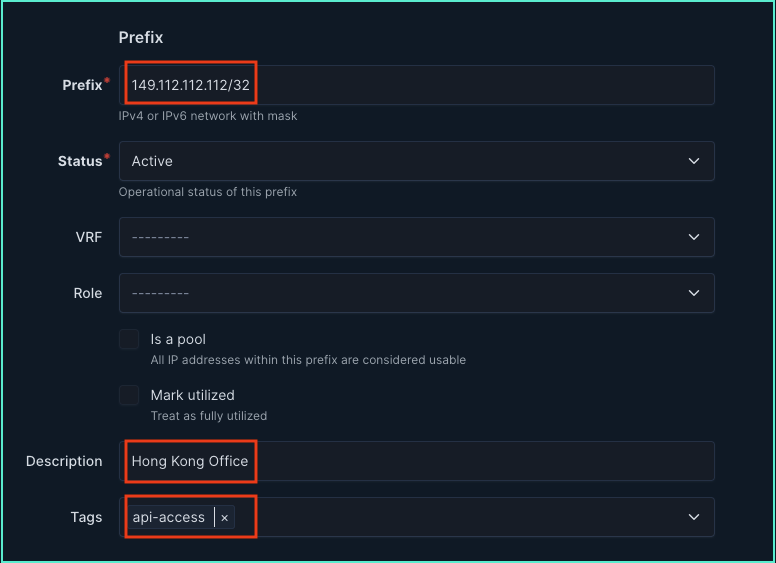 Prefix
Prefix* 149.112.112.112/32
IPv4 or IPv6 network with mask
Status* Active
Operational status of this prefix
VRF ---------
Role ---------
Is a pool
All IP addresses within this prefix are considered usable
Mark utilized
Treat as fully utilized
Description Hong Kong Office
Tags api-access ×